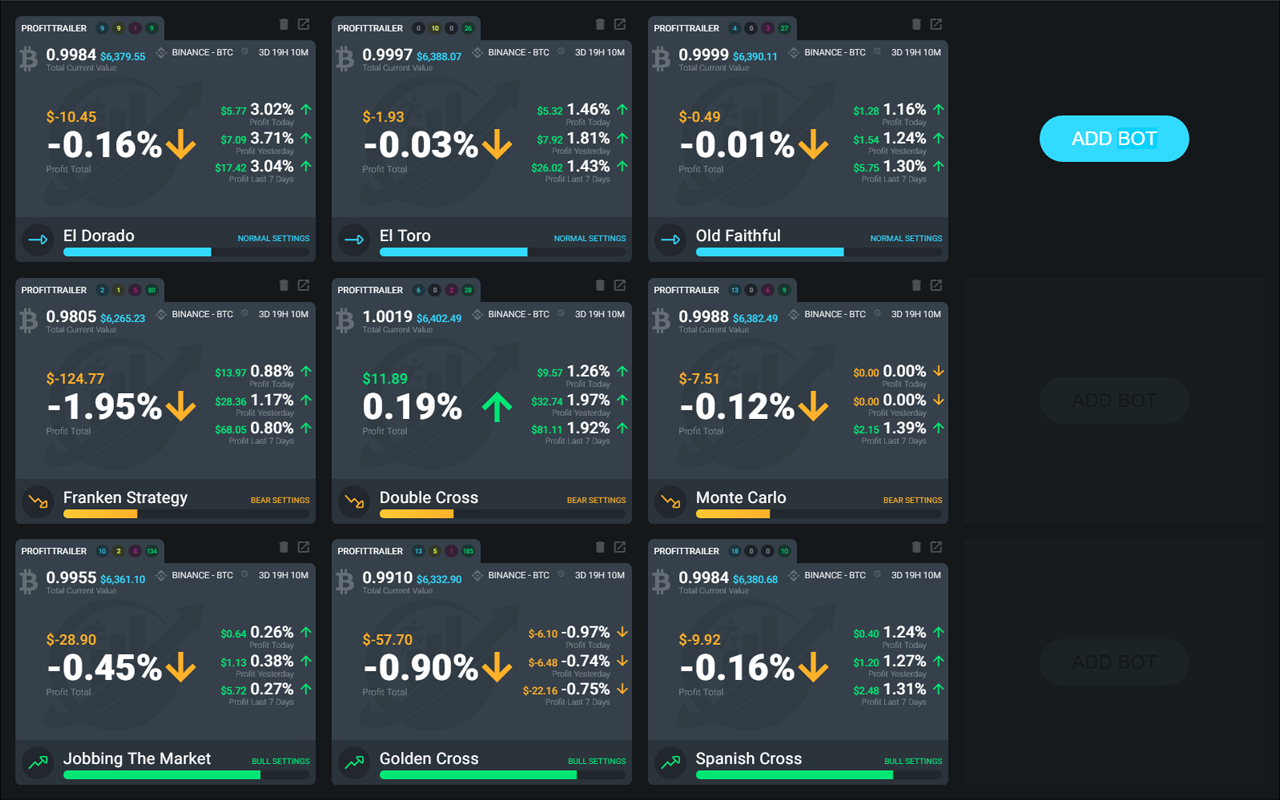 PROFITTRAILER 9 9 1 9
0.9984 $6,379.55 BINANCE - BTC 3D 19H 10M
Total Current Value
$-10.45
-0.16%
Profit Total
$5.77 3.02%
Profit Today
$7.09 3.71%
Profit Yesterday
$17.42 3.04%
Profit Last 7 Days
El Dorado NORMAL SETTINGS
PROFITTRAILER 0 10 0 26
0.9997 $6,388.07 BINANCE - BTC 3D 19H 10M
Total Current Value
$-1.93
-0.03%
Profit Total
$5.32 1.46%
Profit Today
$7.92 1.81%
Profit Yesterday
$26.02 1.43%
Profit Last 7 Days
El Toro NORMAL SETTINGS
PROFITTRAILER 4 0 3 27
0.9999 $6,390.11 BINANCE - BTC 3D 19H 10M
Total Current Value
$-0.49
-0.01%
Profit Total
$1.28 1.16%
Profit Today
$1.54 1.24%
Profit Yesterday
$5.75 1.30%
Profit Last 7 Days
Old Faithful NORMAL SETTINGS
ADD BOT
PROFITTRAILER 2 1 5 80
0.9805 $6,265.23 BINANCE - BTC 3D 19H 10M
Total Current Value
$-124.77
-1.95%
Profit Total
$13.97 0.88%
Profit Today
$28.36 1.17%
Profit Yesterday
$68.05 0.80%
Profit Last 7 Days
Franken Strategy BEAR SETTINGS
PROFITTRAILER 6 0 2 28
1.0019 $6,402.49 BINANCE - BTC 3D 19H 10M
Total Current Value
$11.89
0.19%
Profit Total
$9.57 1.26%
Profit Today
$32.74 1.97%
Profit Yesterday
$81.11 1.92%
Profit Last 7 Days
Double Cross BEAR SETTINGS
PROFITTRAILER 13 0 6 9
0.9988 $6,382.49 BINANCE - BTC 3D 19H 10M
Total Current Value
$-7.51
-0.12%
Profit Total
$0.00 0.00%
Profit Today
$0.00 0.00%
Profit Yesterday
$2.15 1.39%
Profit Last 7 Days
Monte Carlo BEAR SETTINGS
ADD BOT
PROFITTRAILER 10 2 134
0.9955 $6,361.10 BINANCE - BTC 3D 19H 10M
Total Current Value
$-28.90
-0.45%
Profit Total
$0.64 0.26%
Profit Today
$1.13 0.38%
Profit Yesterday
$5.72 0.27%
Profit Last 7 Days
Jobbing The Market BULL SETTINGS
PROFITTRAILER 13 5 1 185
0.9910 $6,332.90 BINANCE - BTC 3D 19H 10M
Total Current Value
$-57.70
-0.90%
Profit Total
$-6.10 -0.97%
Profit Today
$-6.48 -0.74%
Profit Yesterday
$-22.16 -0.75%
Profit Last 7 Days
Golden Cross BULL SETTINGS
PROFITTRAILER 18 0 0 10
0.9984 $6,380.68 BINANCE - BTC 3D 19H 10M
Total Current Value
$-9.92
-0.16%
Profit Total
$0.40 1.24%
Profit Today
$1.20 1.27%
Profit Yesterday
$2.48 1.31%
Profit Last 7 Days
Spanish Cross BULL SETTINGS
ADD BOT